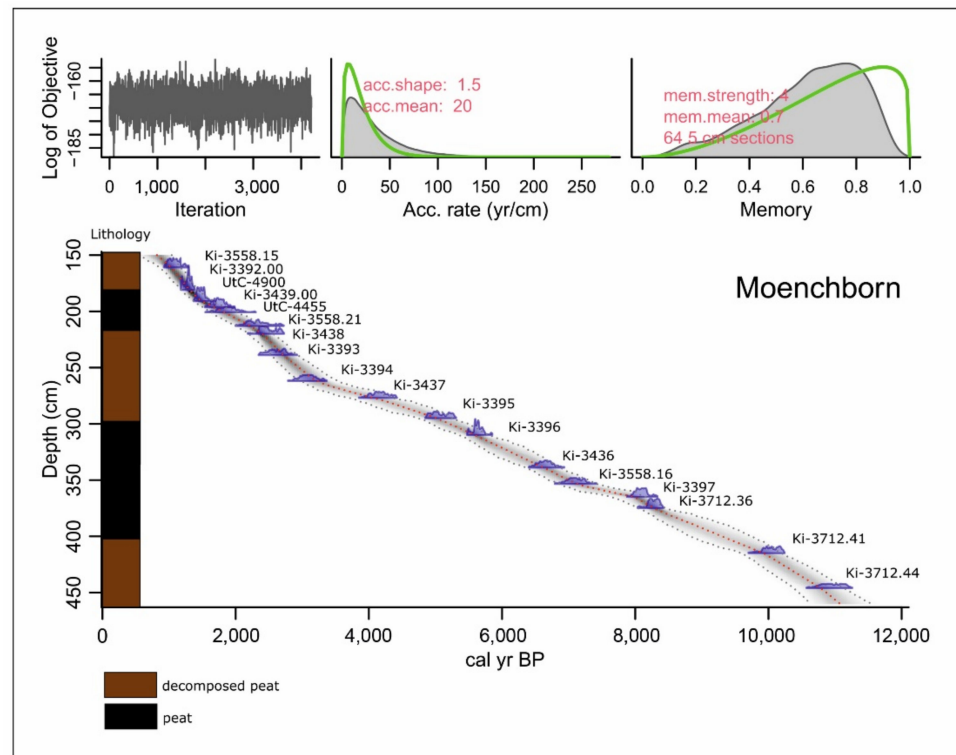 Log of Objective
-160
-185
0
1,000
3,000
Iteration
acc.shape: 1.5
acc.mean: 20
0
50
100
150
200
250
Acc. rate (yr/cm)
mem.strength: 4
mem.mean: 0.7
64 5 cm sections
0.0
0.2
0.4
0.6
0.8
1.0
Memory
Lithology
Moenchborn
Depth (cm)
150
200
250
300
350
400
450
Ki-3558.15
Ki-3392.00
UtC-4900
Ki-3439.00
UtC-4455
Ki-3558.21
Ki-3438
Ki-3393
Ki-3394
Ki-3437
Ki-3395
Ki-3396
Ki-3436
Ki-3558.16
Ki-3397
Ki-3712.36
Ki-3712.41
Ki-3712.44
0
2,000
4,000
6,000
8,000
10,000
12,000
cal yr BP
decomposed peat
peat